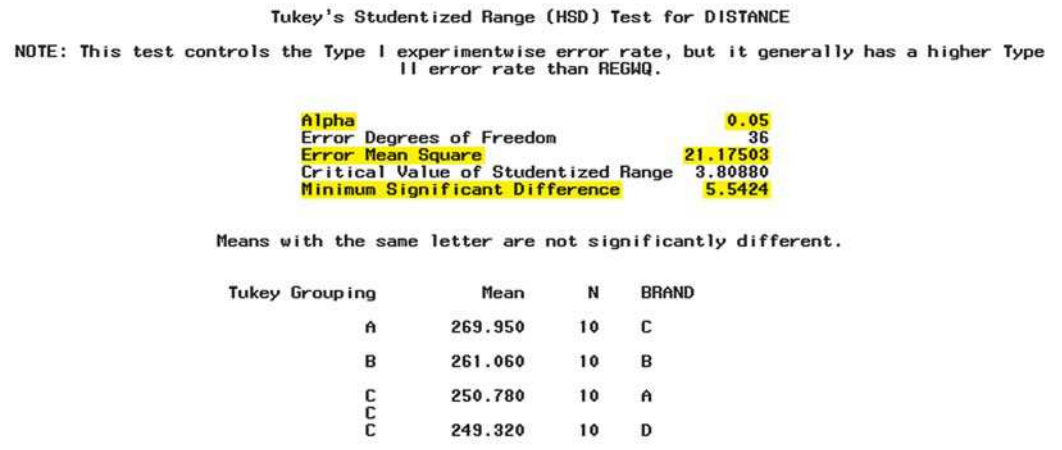 Tukey's Studentized Range (HSD) Test for DISTANCE
NOTE: This test controls the Type I experimentwise error rate, but it generally has a higher Type
II error rate than REGWQ.
Alpha 0.05
Error Degrees of Freedom 36
Error Mean Square 21.17503
Critical Value of Studentized Range 3.80880
Minimum Significant Difference 5.5424
Means with the same letter are not significantly different.
Tukey Grouping Mean N BRAND
A 269.950 10 C
B 261.060 10 B
C 250.780 10 A
C
C 249.320 10 D